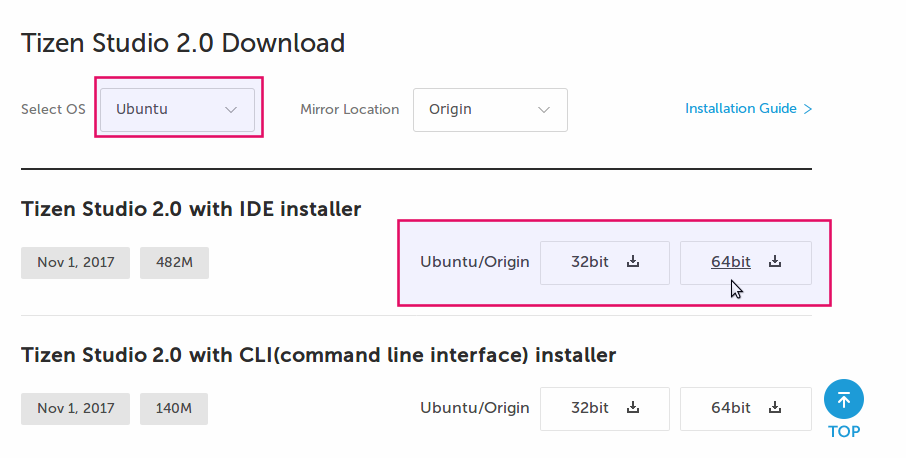 Tizen Studio 2.0 Download
Select OS Ubuntu Mirror Location Origin Installation Guide >
Tizen Studio 2.0 with IDE installer
Nov 1, 2017 482M Ubuntu/Origin 32bit 64bit
Tizen Studio 2.0 with CLI(command line interface) installer
Nov 1, 2017 140M Ubuntu/Origin 32bit 64bit
TOP